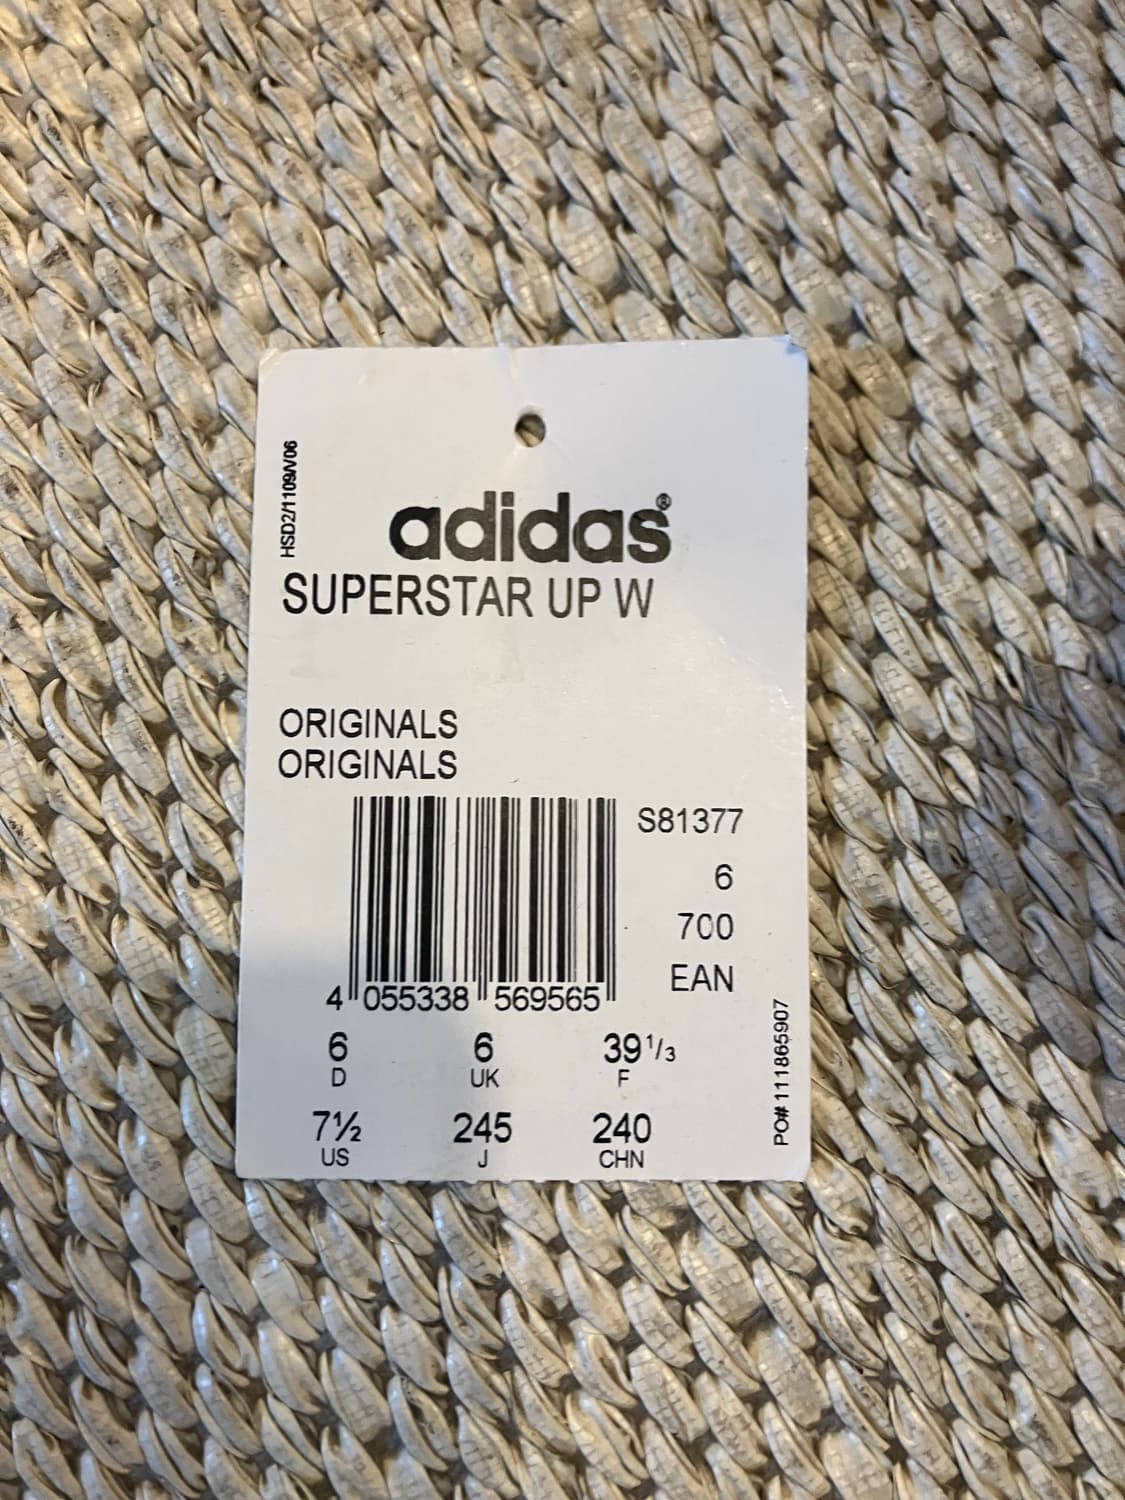 HSD2/1109/V06
adidas®
SUPERSTAR UP W
ORIGINALS
ORIGINALS
S81377
6
700
EAN
4 055338 569565
6 6 39 1/3
D UK F
7½ 245 240
US J CHN
PO# 111865907